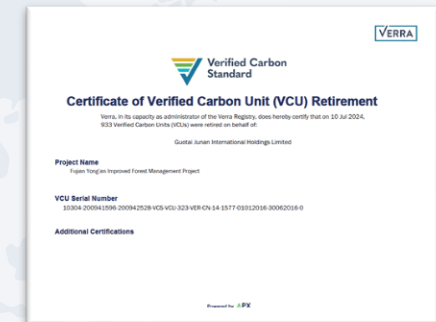 VERRA
Verified Carbon
Standard
Certificate of Verified Carbon Unit (VCU) Retirement
Verra, in its capacity as administrator of the Verra Registry, does hereby certify that on 10 Jul 2024,
933 Verified Carbon Units (VCUs) were retired on behalf of:
Guotai Junan International Holdings Limited
Project Name
Fujian Yong'an Improved Forest Management Project
VCU Serial Number
10304-200941596-200942528-VCS-VCU-323-VER-CN-14-1577-01012016-30062016-0
Additional Certifications
Powered by APX